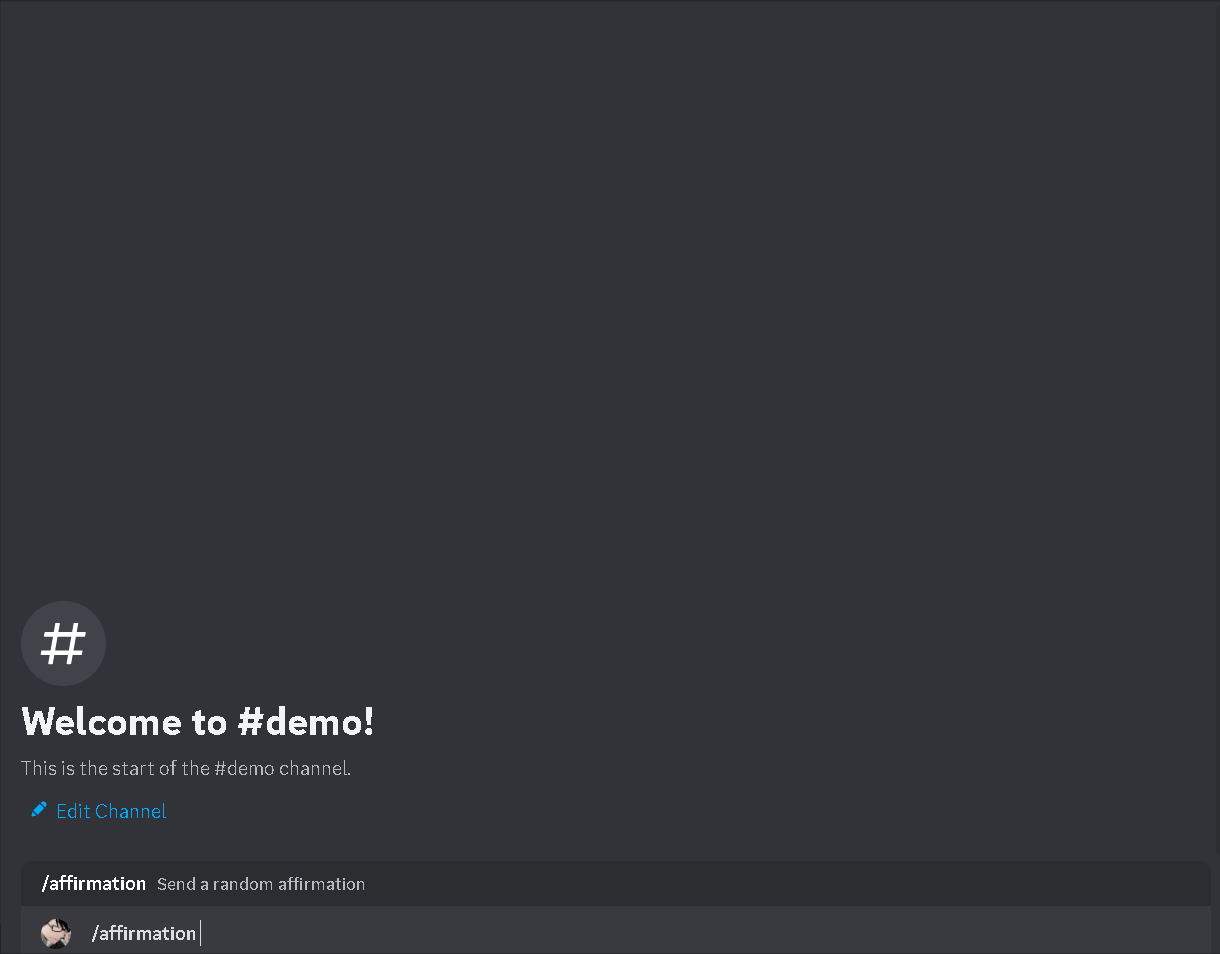 #
Welcome to #demo!
This is the start of the #demo channel.
Edit Channel
/affirmation Send a random affirmation
/affirmation